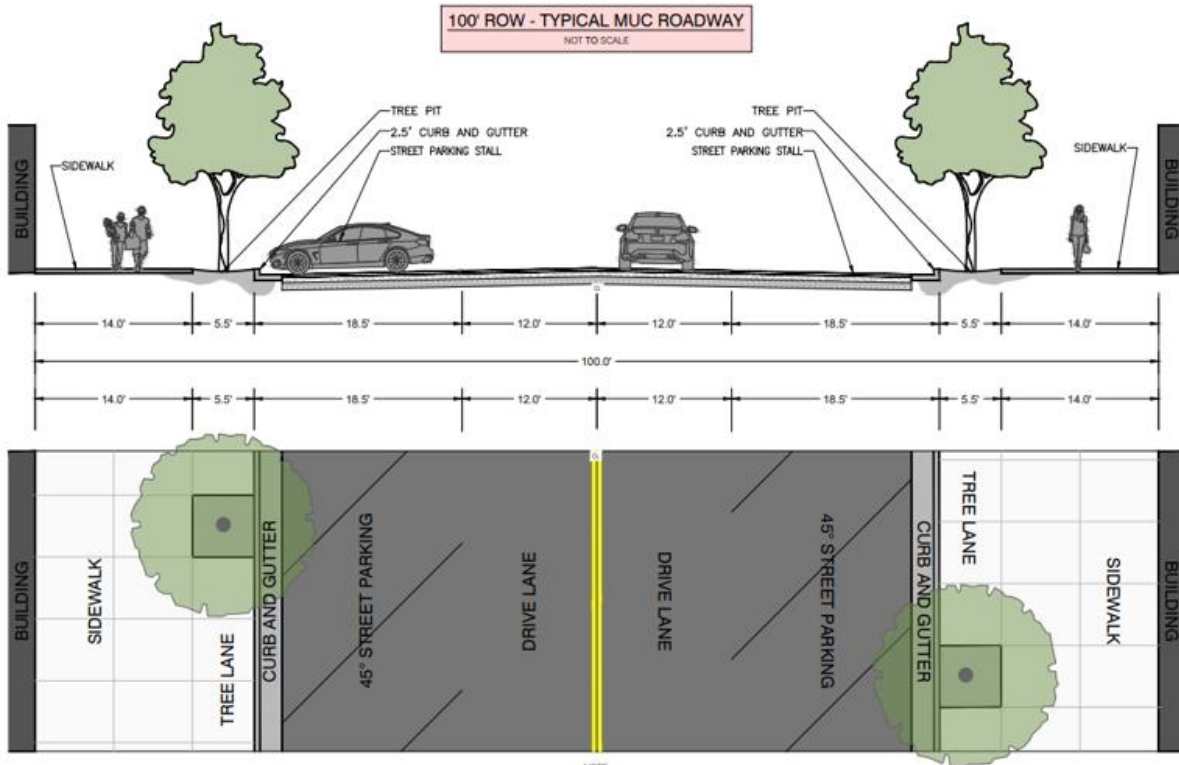 100' ROW - TYPICAL MUC ROADWAY
NOT TO SCALE
TREE PIT
2.5' CURB AND GUTTER
STREET PARKING STALL
TREE PIT
2.5' CURB AND GUTTER
STREET PARKING STALL
SIDEWALK
SIDEWALK
BUILDING
BUILDING
14.0' 5.5' 18.5' 12.0' 12.0' 18.5' 5.5' 14.0'
100.0'
14.0' 5.5' 18.5' 12.0' 12.0' 18.5' 5.5' 14.0'
BUILDING
SIDEWALK
TREE LANE
CURB AND GUTTER
45° STREET PARKING
DRIVE LANE
DRIVE LANE
45° STREET PARKING
CURB AND GUTTER
TREE LANE
SIDEWALK
BUILDING